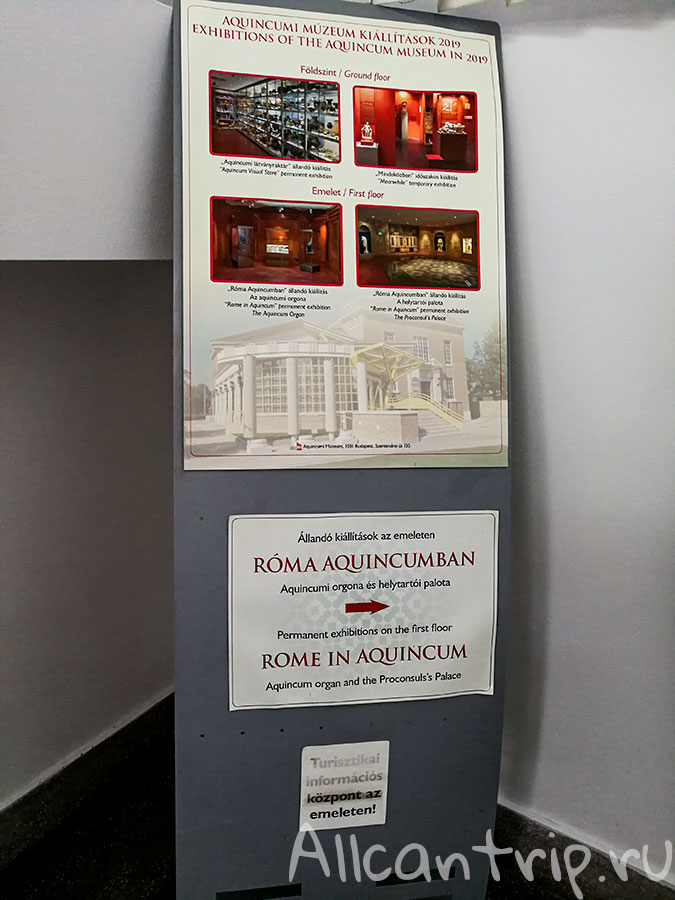 AQUINCUMI MÚZEUM KIÁLLÍTÁSOK 2019
EXHIBITIONS OF THE AQUINCUM MUSEUM IN 2019
Földszint / Ground floor
„Aquincumi látványraktár" állandó kiállítás
"Aquincum Visual Store" permanent exhibition
„Mindeközben" időszakos kiállítás
"Meanwhile" temporary exhibition
Emelet / First floor
„Róma Aquincumban" állandó kiállítás
Az aquincumi orgona
"Rome in Aquincum" permanent exhibition
The Aquincum Organ
„Róma Aquincumban" állandó kiállítás
A helytartói palota
"Rome in Aquincum" permanent exhibition
The Proconsul's Palace
Aquincumi Múzeum, 1031 Budapest, Szentendrei út 135.
Állandó kiállítások az emeleten
RÓMA AQUINCUMBAN
Aquincumi orgona és helytartói palota
Permanent exhibitions on the first floor
ROME IN AQUINCUM
Aquincum organ and the Proconsuls's Palace
Turisztikai
információs
központ az
emeleten!
Allcantrip.ru